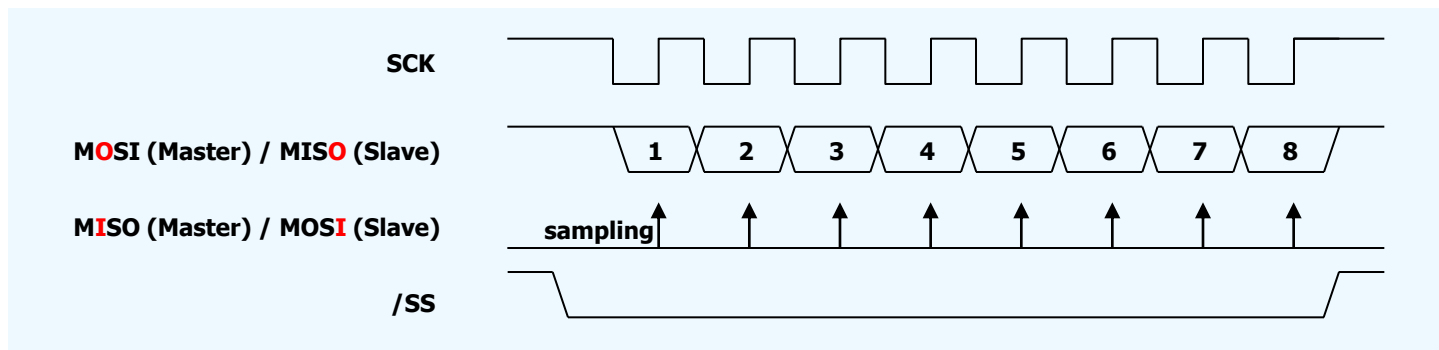 SCK
MOSI (Master) / MISO (Slave)
1 2 3 4 5 6 7 8
MISO (Master) / MOSI (Slave)
sampling
/SS